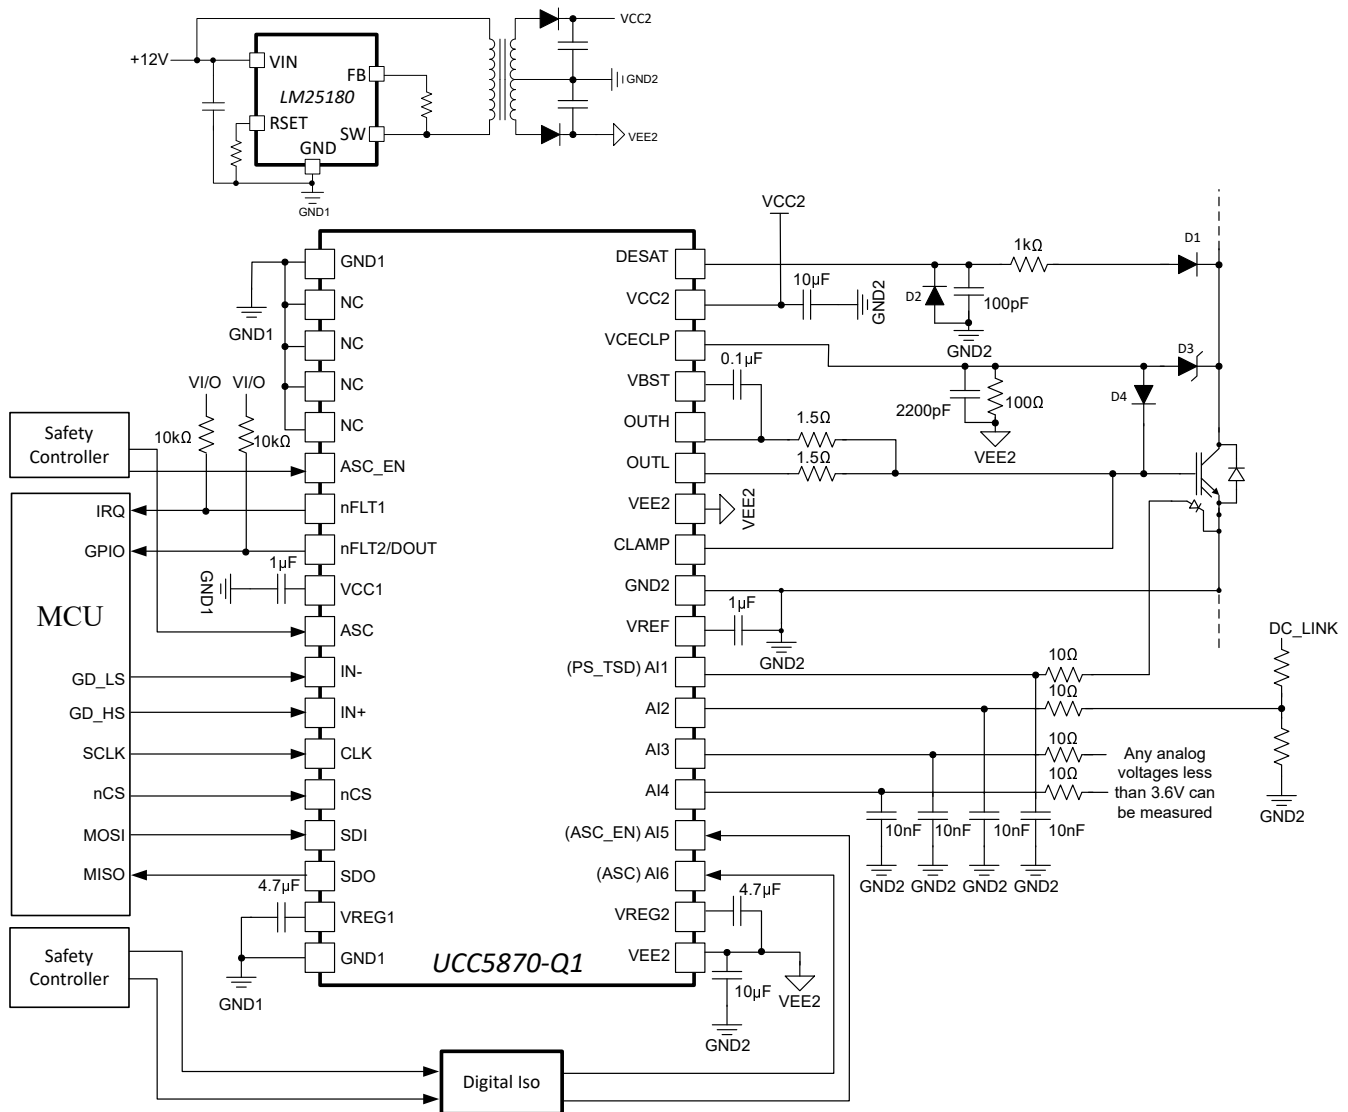 VCC2
+12V
VIN
FB
GND2
LM25180
RSET
SW
GND
VEE2
GND1
VCC2
GND1
NC
NC
NC
NC
ASC_EN
nFLT1
nFLT2/DOUT
VCC1
ASC
IN-
IN+
CLK
nCS
SDI
SDO
VREG1
GND1
DESAT
VCC2
VCECLP
VBST
OUTH
OUTL
VEE2
CLAMP
GND2
VREF
(PS_TSD) AI1
AI2
AI3
AI4
(ASC_EN) AI5
(ASC) AI6
VREG2
VEE2
UCC5870-Q1
GND1
VI/O
VI/O
10kΩ
10kΩ
Safety
Controller
IRQ
GPIO
MCU
GD_LS
GD_HS
SCLK
nCS
MOSI
MISO
1µF
GND1
4.7µF
GND1
Safety
Controller
Digital Iso
10µF
GND2
1kΩ
D1
D2
100pF
GND2
0.1µF
D3
2200pF
100Ω
D4
VEE2
1.5Ω
1.5Ω
VEE2
1µF
GND2
DC_LINK
10Ω
10Ω
10Ω
10Ω
Any analog
voltages less
than 3.6V can
be measured
GND2
10nF
10nF
10nF
10nF
GND2
GND2
GND2
GND2
4.7µF
10µF
VEE2
GND2